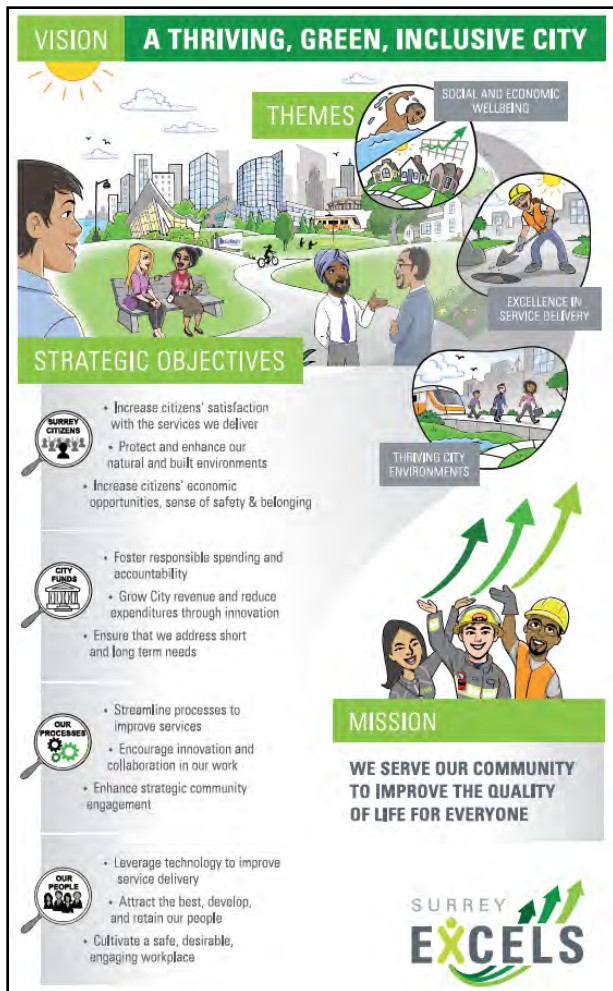 VISION
A THRIVING, GREEN, INCLUSIVE CITY
THEMES
SOCIAL AND ECONOMIC
WELLBEING
EXCELLENCE IN
SERVICE DELIVERY
THRIVING CITY
ENVIRONMENTS
STRATEGIC OBJECTIVES
SURREY
CITIZENS
• Increase citizens' satisfaction
with the services we deliver
• Protect and enhance our
natural and built environments
• Increase citizens' economic
opportunities, sense of safety & belonging
CITY
FUNDS
• Foster responsible spending and
accountability
• Grow City revenue and reduce
expenditures through innovation
• Ensure that we address short
and long term needs
OUR
PROCESSES
• Streamline processes to
improve services
• Encourage innovation and
collaboration in our work
• Enhance strategic community
engagement
OUR
PEOPLE
• Leverage technology to improve
service delivery
• Attract the best, develop,
and retain our people
• Cultivate a safe, desirable,
engaging workplace
MISSION
WE SERVE OUR COMMUNITY
TO IMPROVE THE QUALITY
OF LIFE FOR EVERYONE
SURREY
EXCELS